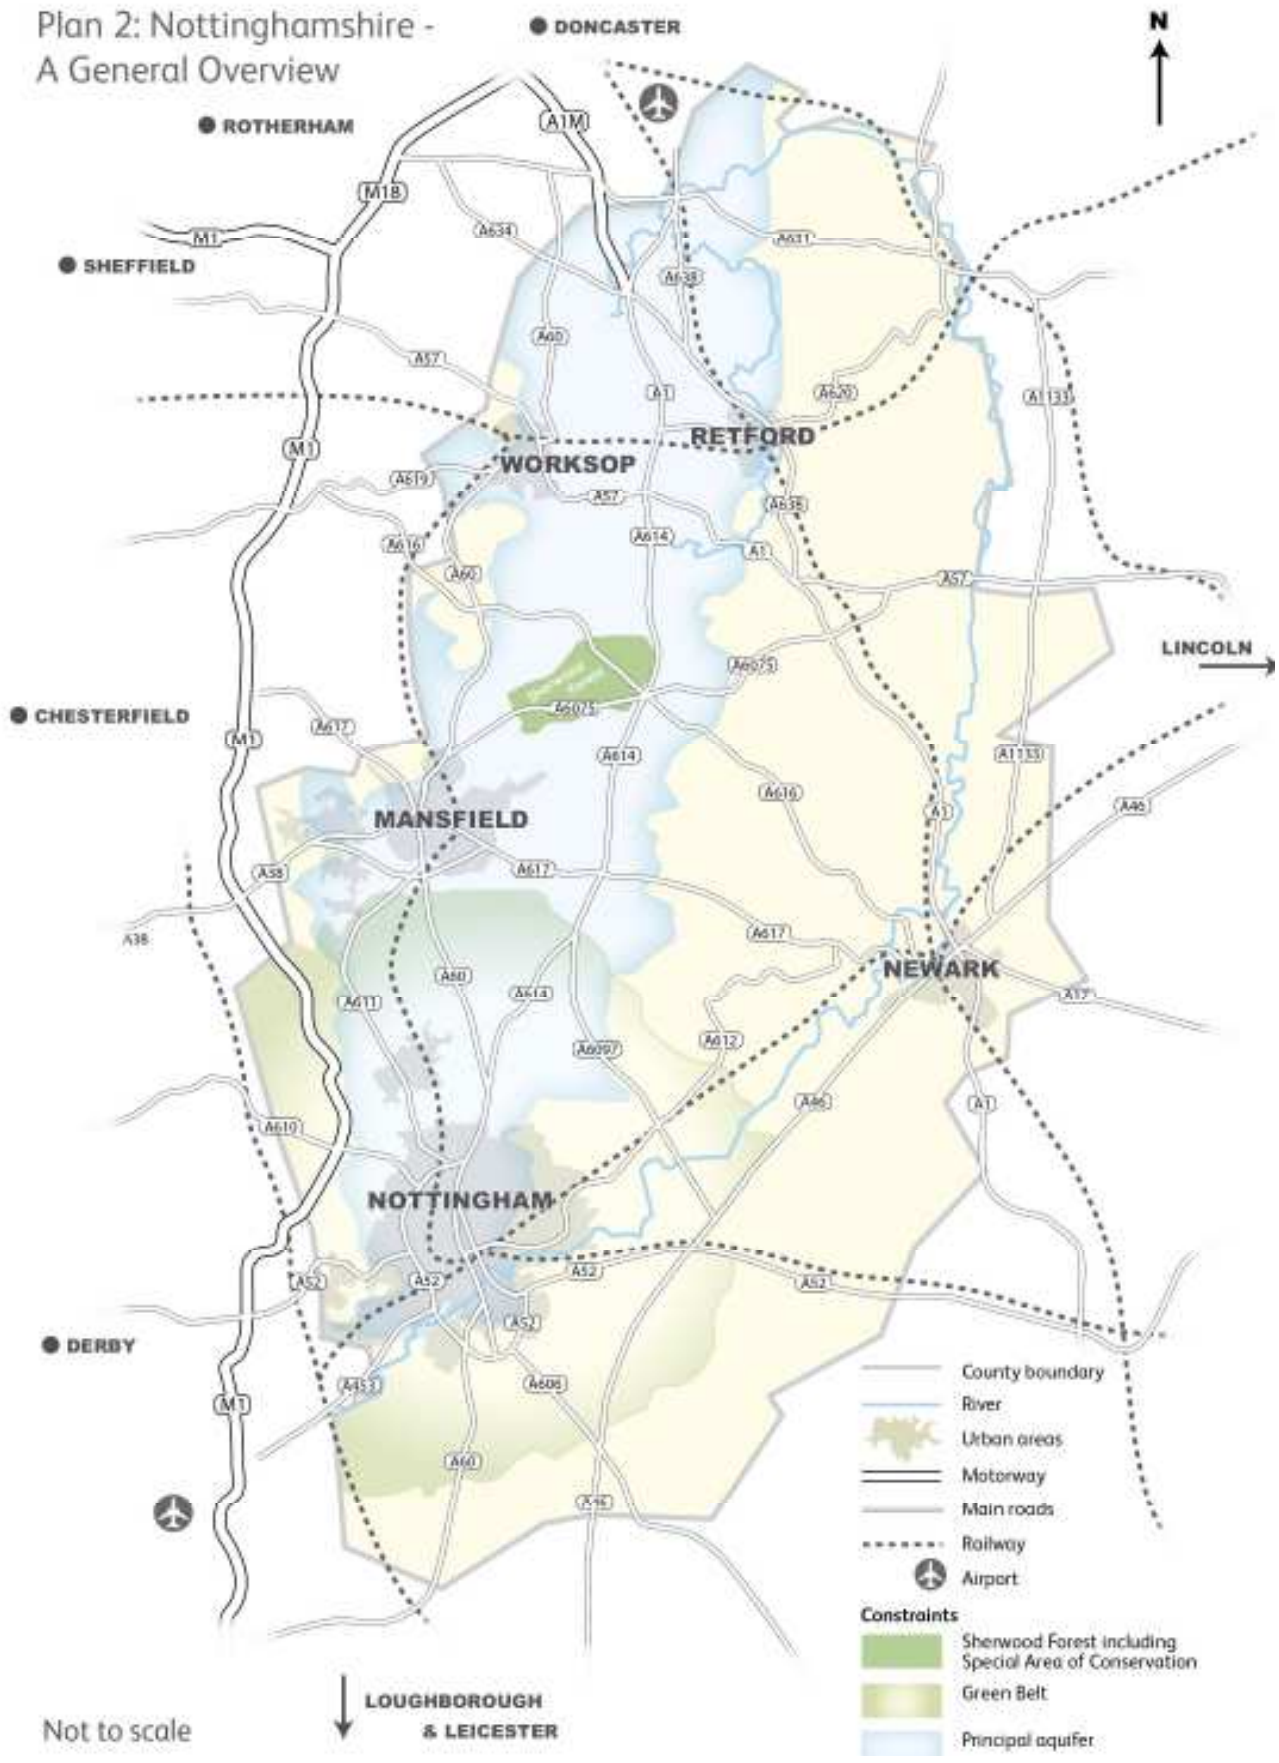 Plan 2: Nottinghamshire -
A General Overview
DONCASTER
N
ROTHERHAM
A1M
M18
M1
A634
A631
SHEFFIELD
A638
A60
A57
A1
A620
A1133
M1
RETFORD
WORKSOP
A619
A57
A638
A614
A616
A1
A60
A57
LINCOLN
A6075
A6075
CHESTERFIELD
A617
M1
A614
A1133
A616
A46
A1
MANSFIELD
A617
A38
A617
A38
NEWARK
A60
A614
A611
A17
A612
A6097
A46
A1
A610
NOTTINGHAM
A52
A52
A52
A52
A52
DERBY
A453
A606
M1
A60
A46
County boundary
River
Urban areas
Motorway
Main roads
Railway
Airport
Constraints
Sherwood Forest including
Special Area of Conservation
Green Belt
Principal aquifer
LOUGHBOROUGH
& LEICESTER
Not to scale